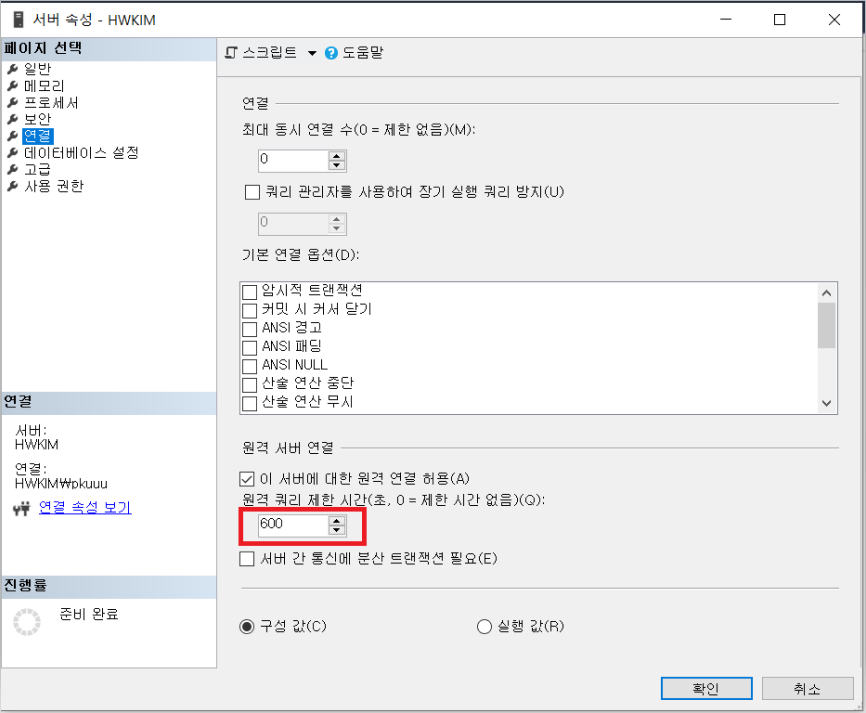 서버 속성 - HWKIM
페이지 선택
일반
메모리
프로세서
보안
연결
데이터베이스 설정
고급
사용 권한
연결
서버:
HWKIM
연결:
HWKIM₩pkuuu
연결 속성 보기
진행률
준비 완료
스크립트 도움말
연결
최대 동시 연결 수(0 = 제한 없음)(M):
0
쿼리 관리자를 사용하여 장기 실행 쿼리 방지(U)
0
기본 연결 옵션(D):
암시적 트랜잭션
커밋 시 커서 닫기
ANSI 경고
ANSI 패딩
ANSI NULL
산술 연산 중단
산술 연산 무시
원격 서버 연결
이 서버에 대한 원격 연결 허용(A)
원격 쿼리 제한 시간(초, 0 = 제한 시간 없음)(Q):
600
서버 간 통신에 분산 트랜잭션 필요(E)
구성 값(C) 실행 값(R)
확인 취소